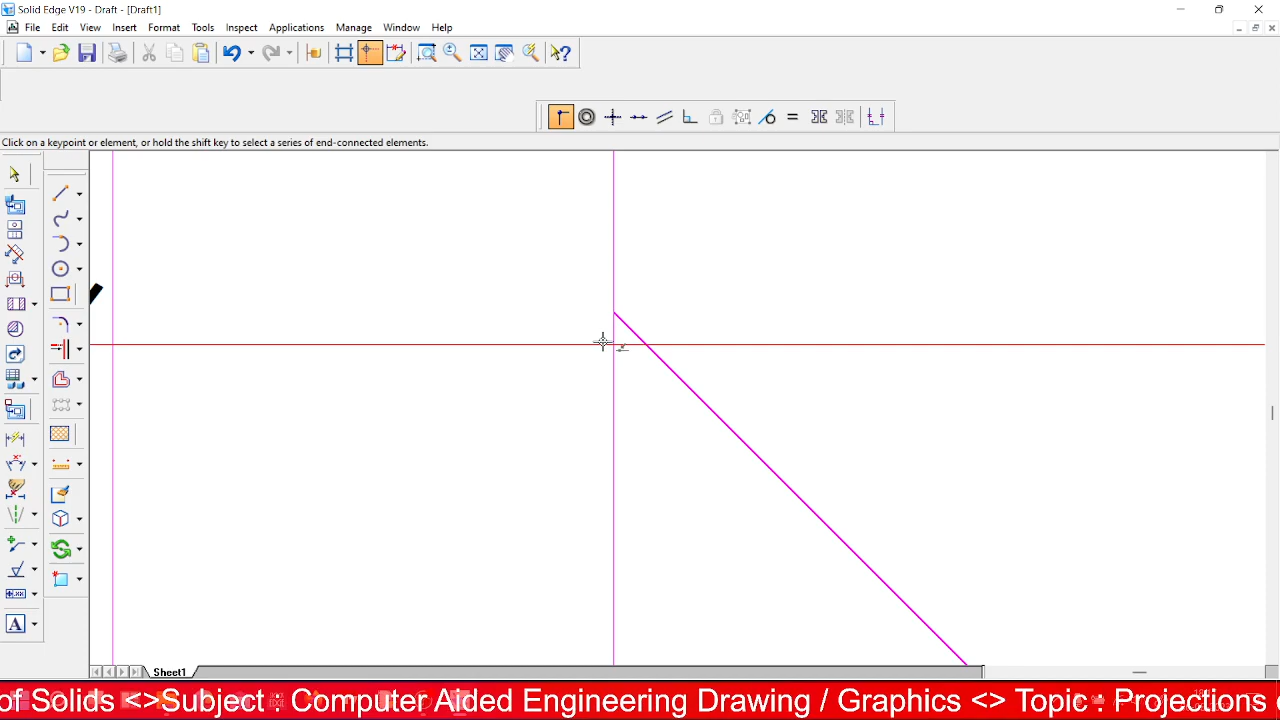 Solid Edge V19 - Draft - [Draft1]
File Edit View Insert Format Tools Inspect Applications Manage Window Help
Click on a keypoint or element, or hold the shift key to select a series of end-connected elements.
A
Sheet1
of Solids <>Subject : Computer Aided Engineering Drawing / Graphics <> Topic : Projections